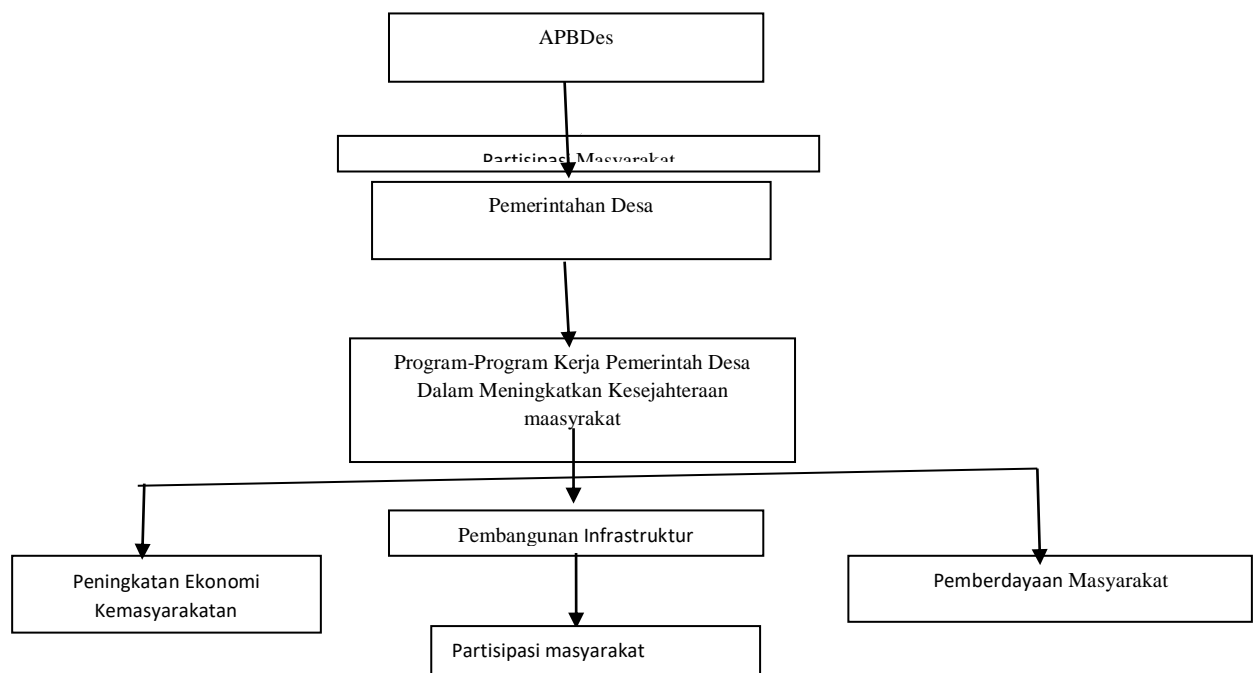 APBDes
Partisipasi Masyarakat
Pemerintahan Desa
Program-Program Kerja Pemerintah Desa
Dalam Meningkatkan Kesejahteraan
maasyrakat
Pembangunan Infrastruktur
Peningkatan Ekonomi
Kemasyarakatan
Pemberdayaan Masyarakat
Partisipasi masyarakat